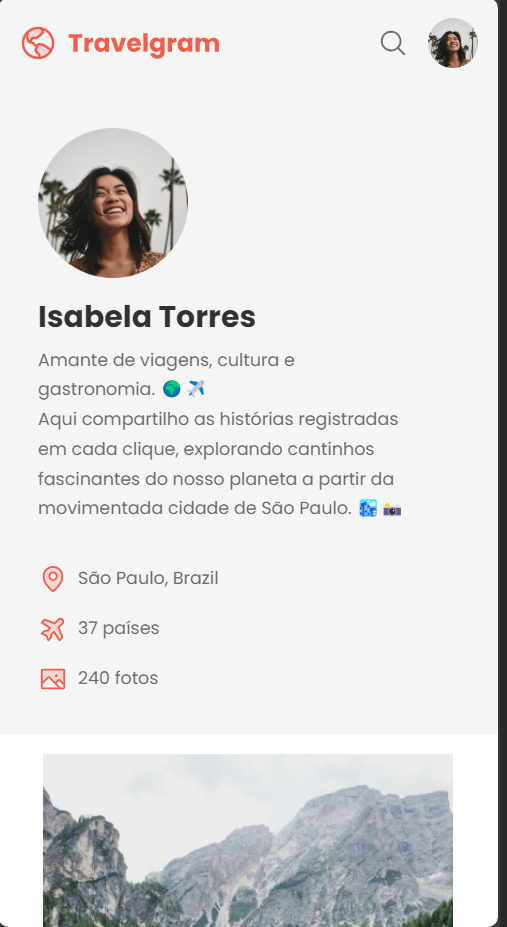 Travelgram
Isabela Torres
Amante de viagens, cultura e
gastronomia. 🌍 ✈️
Aqui compartilho as histórias registradas
em cada clique, explorando cantinhos
fascinantes do nosso planeta a partir da
movimentada cidade de São Paulo. 🏙️ 📸
São Paulo, Brazil
37 países
240 fotos